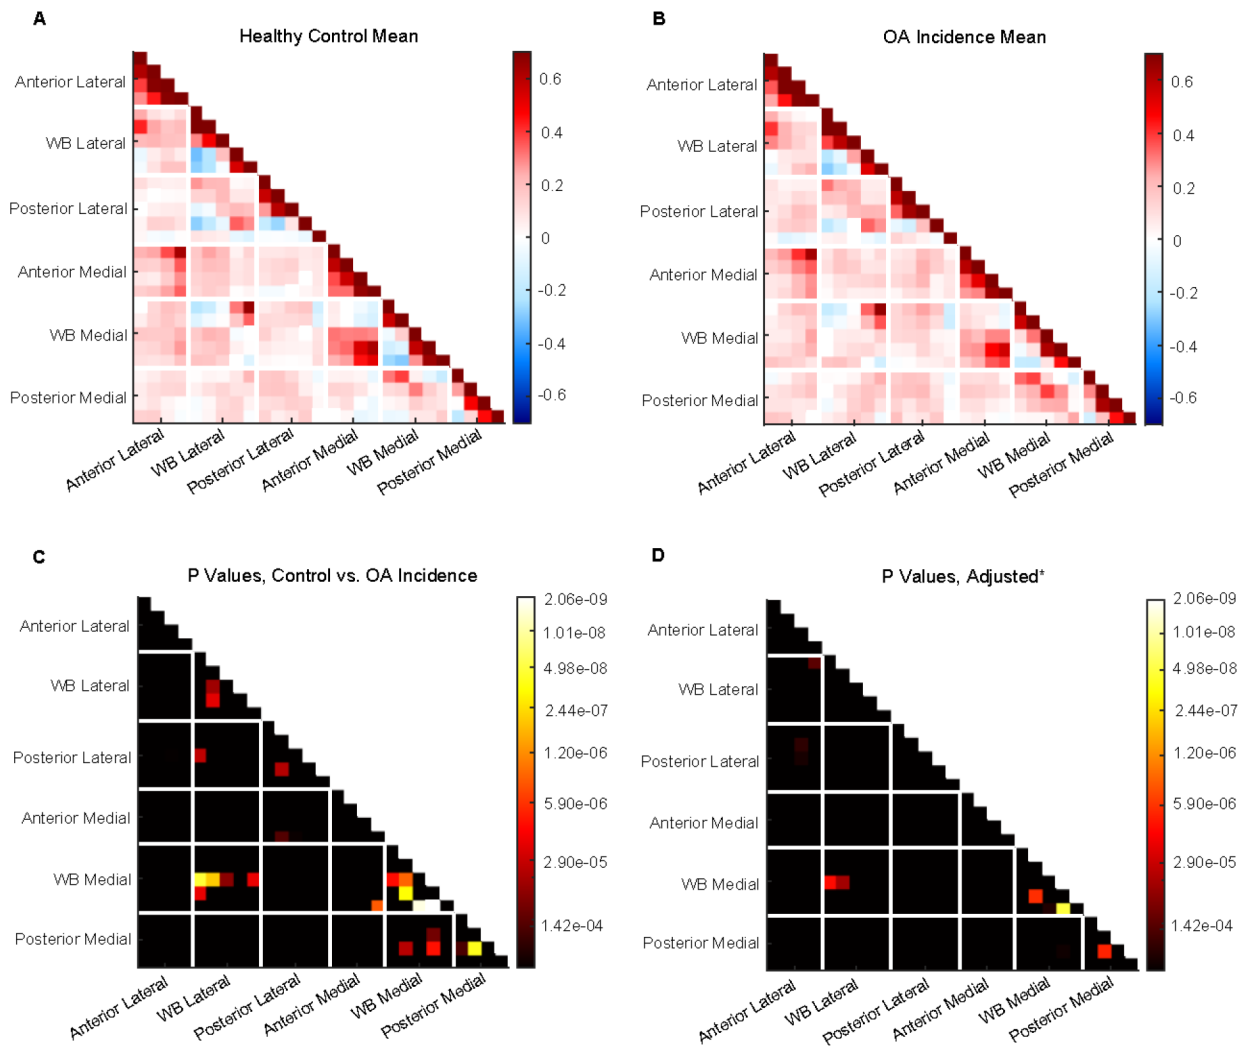 A
Healthy Control Mean
Anterior Lateral
WB Lateral
Posterior Lateral
Anterior Medial
WB Medial
Posterior Medial
Anterior Lateral
WB Lateral
Posterior Lateral
Anterior Medial
WB Medial
Posterior Medial
0.6
0.4
0.2
0
-0.2
-0.4
-0.6
B
OA Incidence Mean
Anterior Lateral
WB Lateral
Posterior Lateral
Anterior Medial
WB Medial
Posterior Medial
Anterior Lateral
WB Lateral
Posterior Lateral
Anterior Medial
WB Medial
Posterior Medial
0.6
0.4
0.2
0
-0.2
-0.4
-0.6
C
P Values, Control vs. OA Incidence
Anterior Lateral
WB Lateral
Posterior Lateral
Anterior Medial
WB Medial
Posterior Medial
Anterior Lateral
WB Lateral
Posterior Lateral
Anterior Medial
WB Medial
Posterior Medial
2.06e-09
1.01e-08
4.98e-08
2.44e-07
1.20e-06
5.90e-06
2.90e-05
1.42e-04
D
P Values, Adjusted*
Anterior Lateral
WB Lateral
Posterior Lateral
Anterior Medial
WB Medial
Posterior Medial
Anterior Lateral
WB Lateral
Posterior Lateral
Anterior Medial
WB Medial
Posterior Medial
2.06e-09
1.01e-08
4.98e-08
2.44e-07
1.20e-06
5.90e-06
2.90e-05
1.42e-04